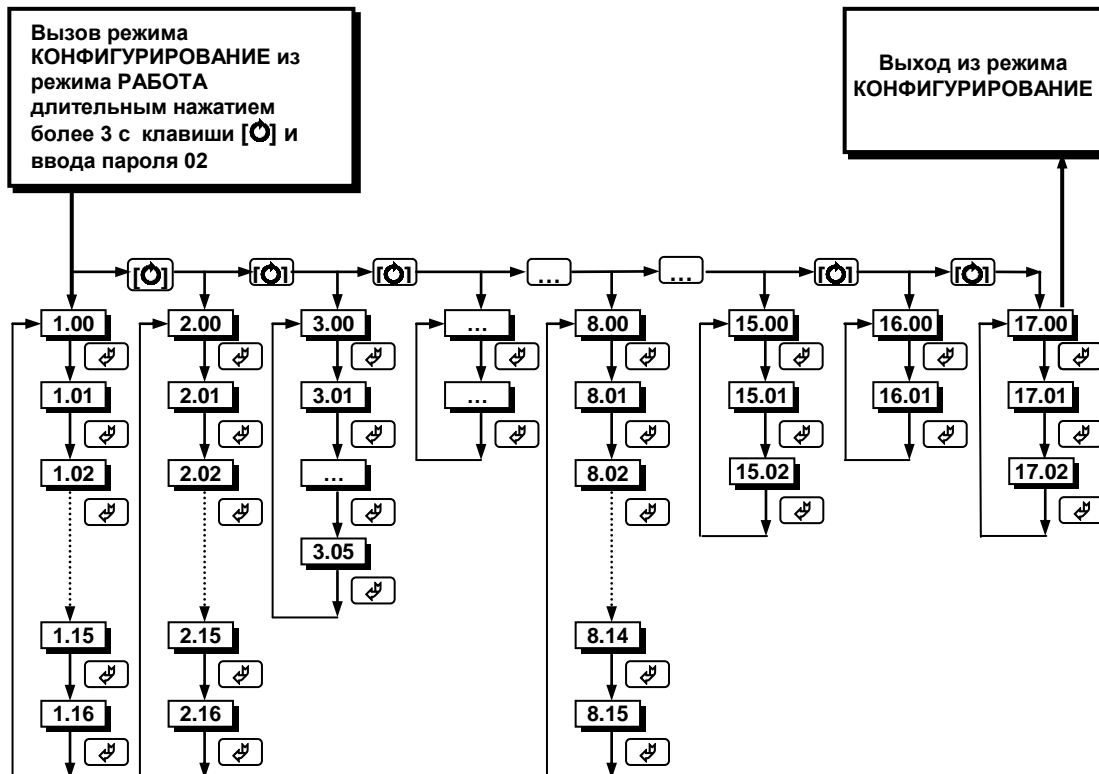 Вызов режима
КОНФИГУРИРОВАНИЕ из
режима РАБОТА
длительным нажатием
более 3 с клавиши [⥁] и
ввода пароля 02
Выход из режима
КОНФИГУРИРОВАНИЕ
[⥁] [⥁] [⥁] ... ... [⥁] [⥁]
1.00 2.00 3.00 ... 8.00 15.00 16.00 17.00
1.01 2.01 3.01 ... 8.01 15.01 16.01 17.01
1.02 2.02 ... 8.02 15.02 17.02
3.05
1.15 2.15 8.14
1.16 2.16 8.15